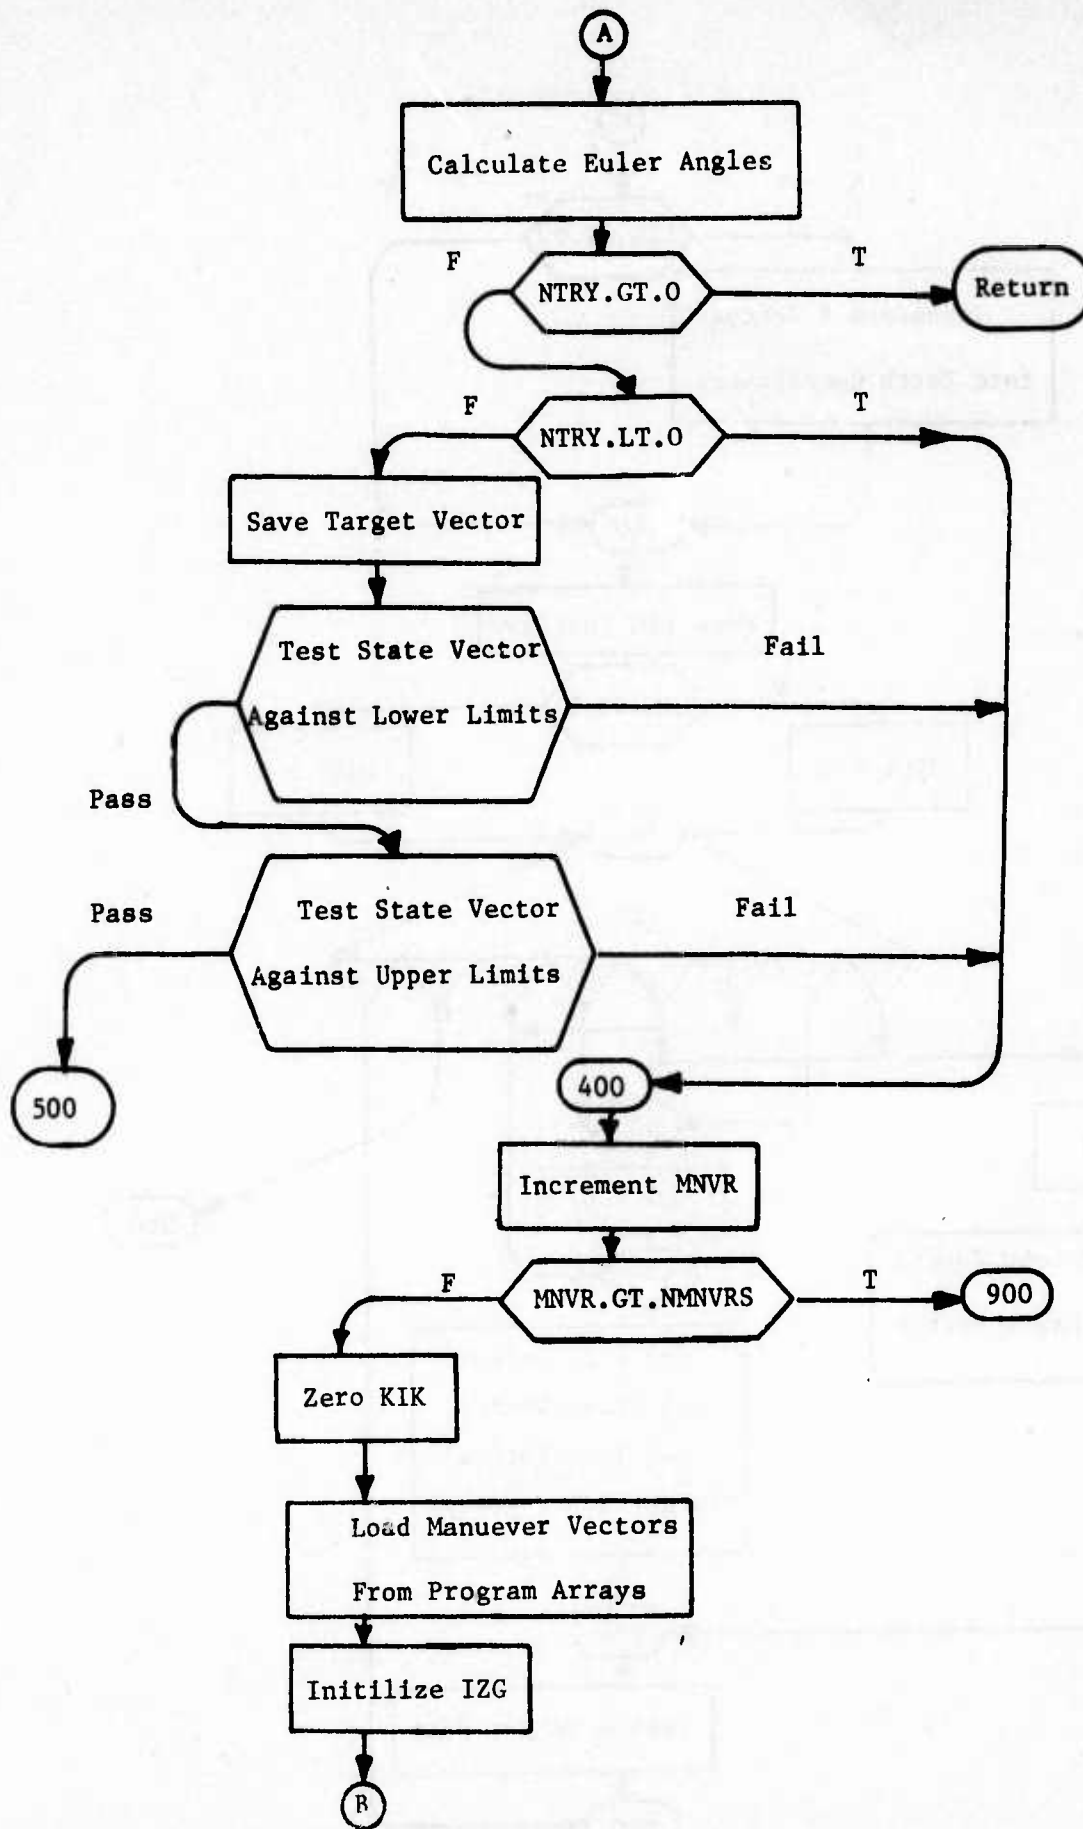 A
Calculate Euler Angles
F
T
NTRY.GT.O
Return
F
T
NTRY.LT.O
Save Target Vector
Test State Vector
Against Lower Limits
Fail
Pass
Pass
Test State Vector
Against Upper Limits
Fail
500
400
Increment MNVR
F
MNVR.GT.NMNVRS
T
900
Zero KIK
Load Manuever Vectors
From Program Arrays
Initilize IZG
B